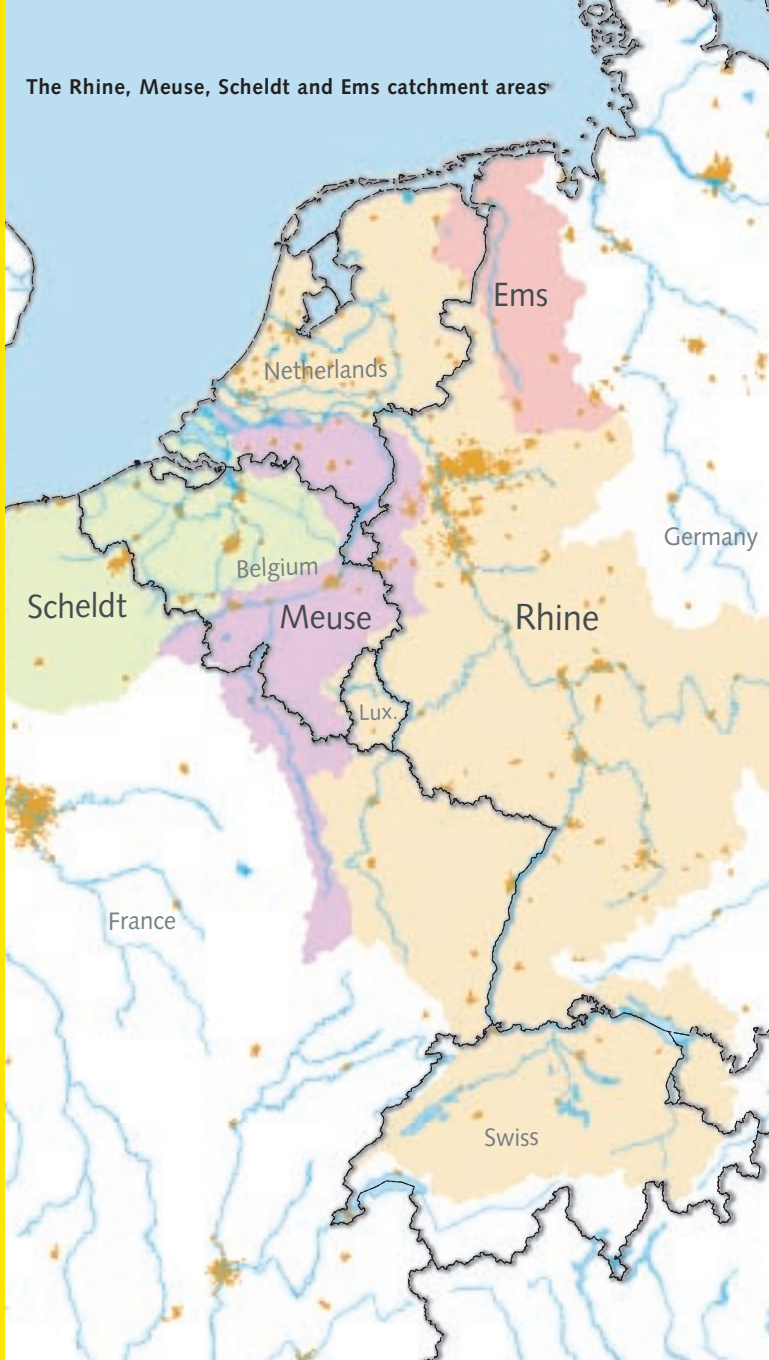 The Rhine, Meuse, Scheldt and Ems catchment areas
Ems
Netherlands
Germany
Belgium
Scheldt
Meuse
Rhine
Lux.
France
Swiss